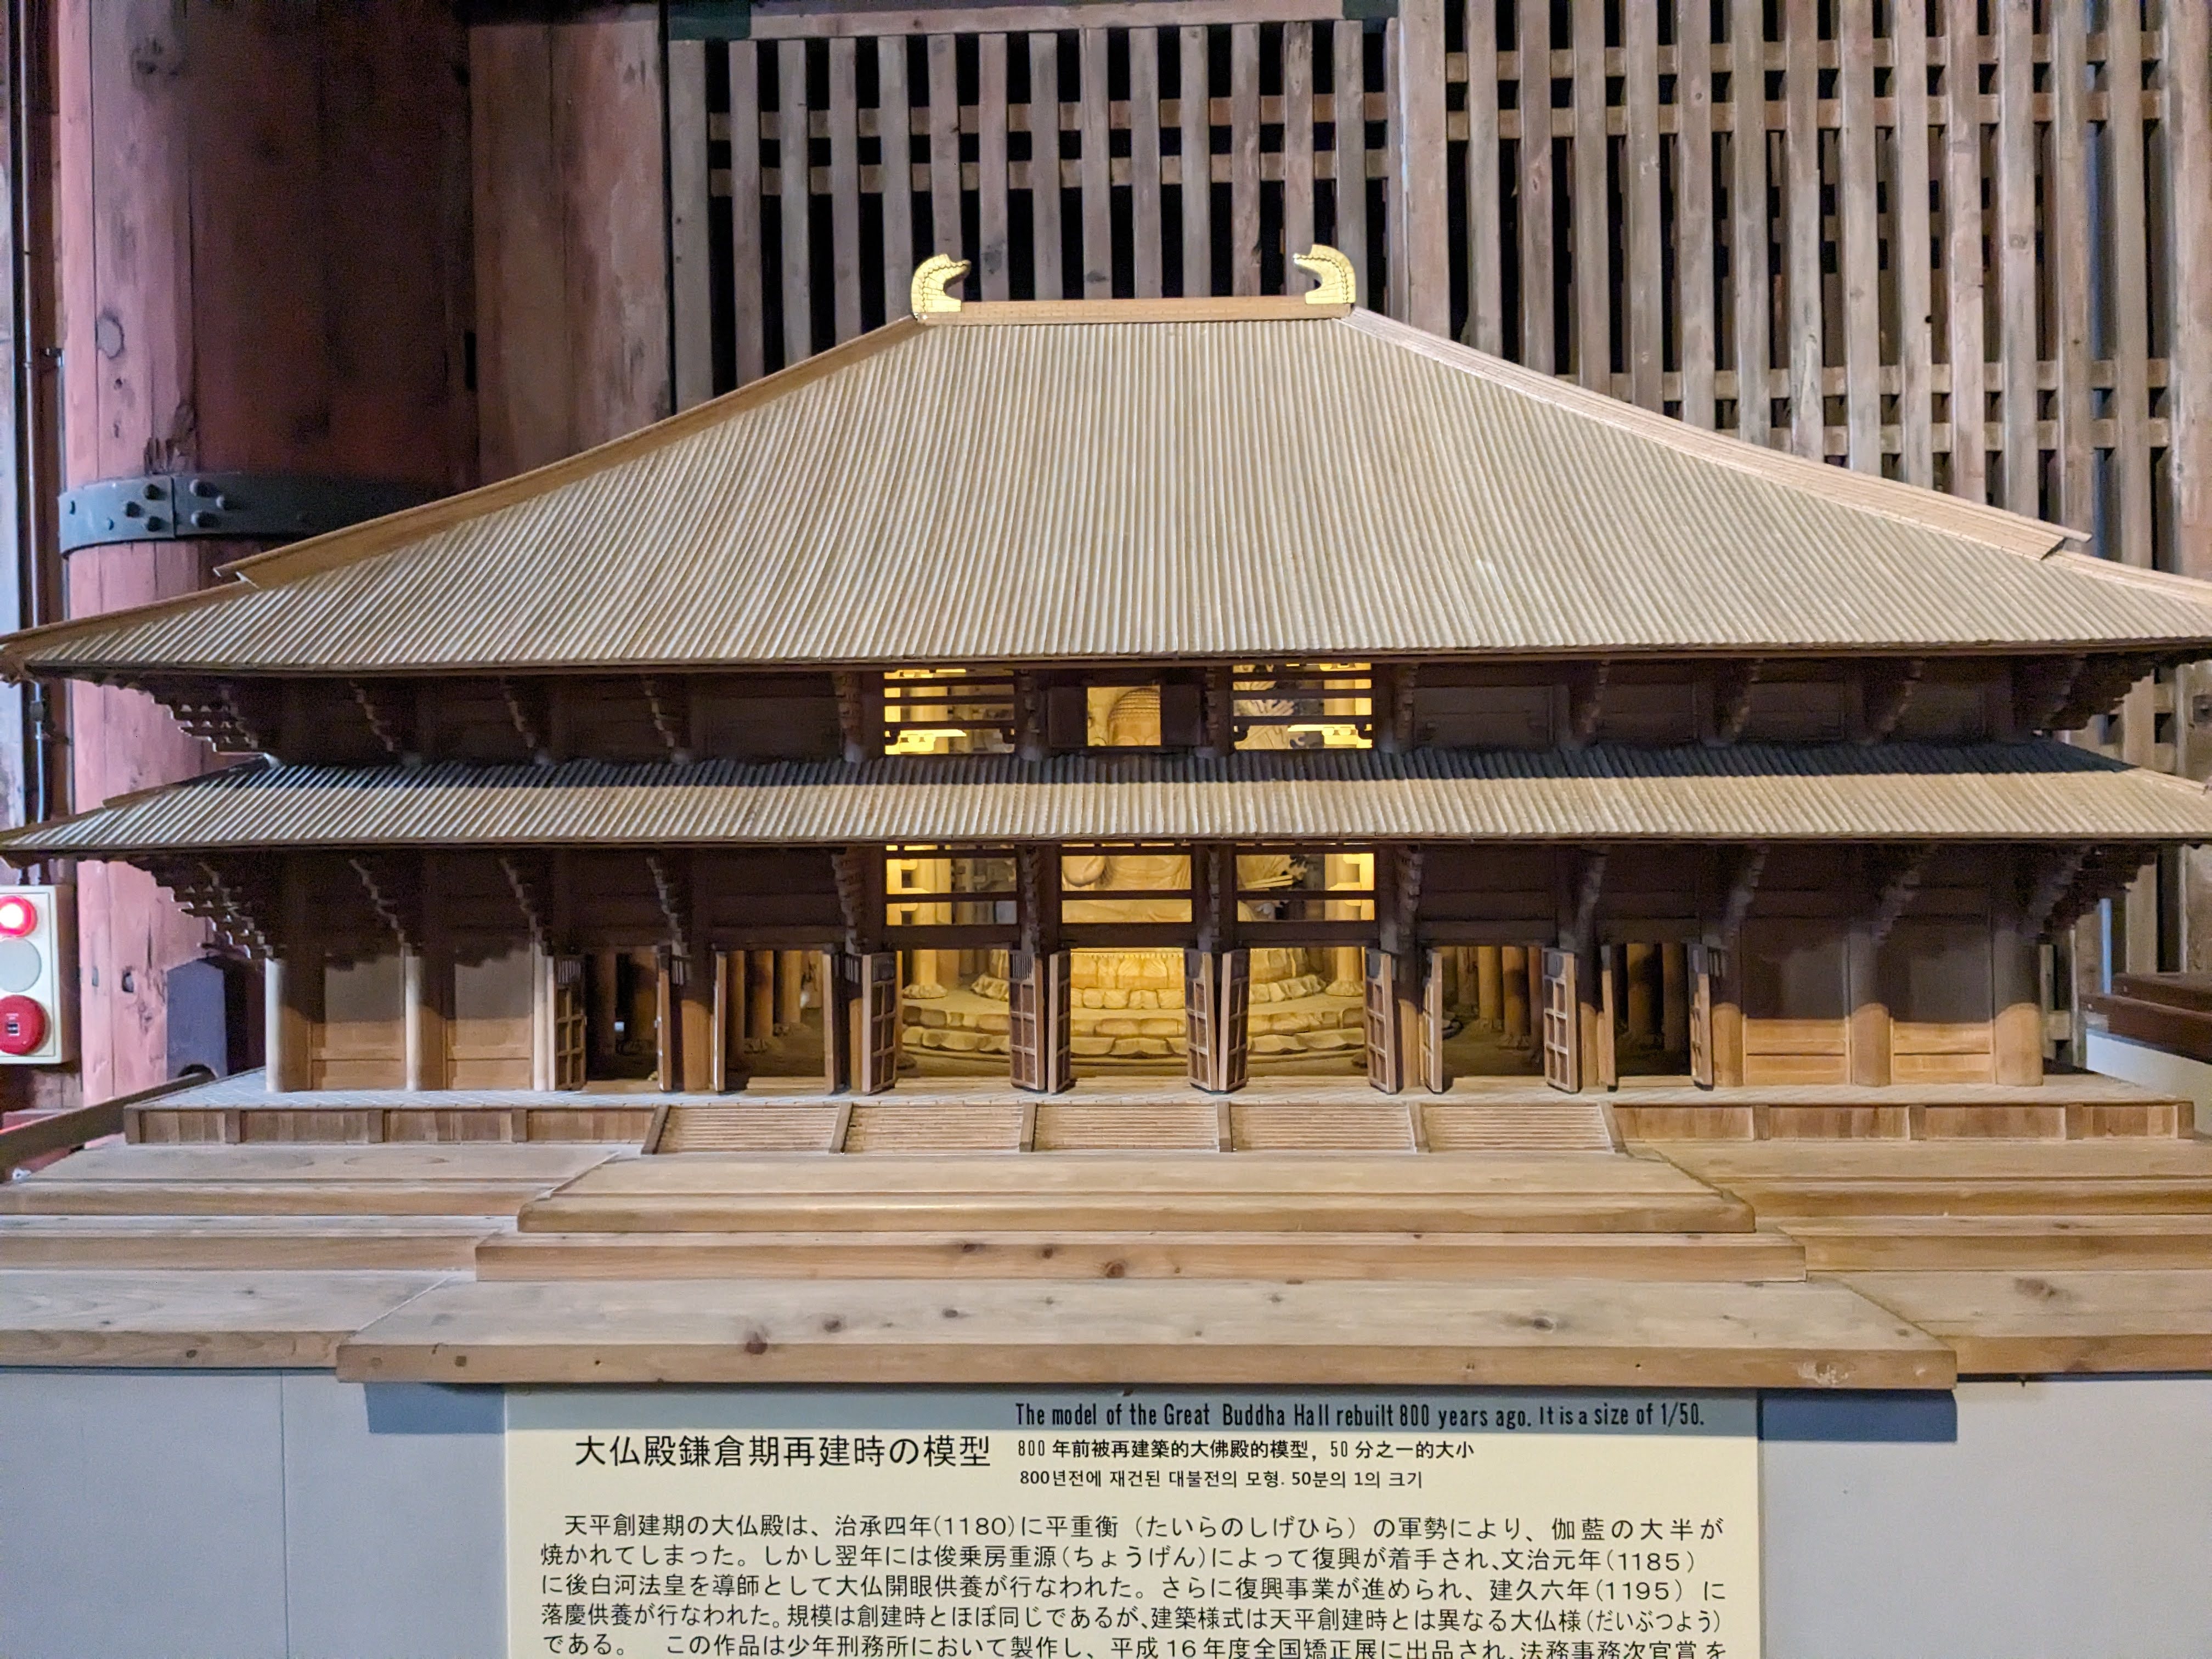 The model of the Great Buddha Hall rebuilt 800 years ago. It is a size of 1/50.
大仏殿鎌倉期再建時の模型
800 年前被再建築的大佛殿的模型, 50 分之一的大小
800년전에 재건된 대불전의 모형. 50분의 1의 크기
天平創建期の大仏殿は、治承四年(1180)に平重衡（たいらのしげひら）の軍勢により、伽藍の大半が
焼かれてしまった。しかし翌年には俊乗房重源(ちょうげん)によって復興が着手され、文治元年(1185)
に後白河法皇を導師として大仏開眼供養が行なわれた。さらに復興事業が進められ、建久六年(1195)に
落慶供養が行なわれた。規模は創建時とほぼ同じであるが、建築様式は天平創建時とは異なる大仏様(だいぶつよう)
である。　この作品は少年刑務所において製作し、平成16年度全国矯正展に出品され、法務事務次官賞を